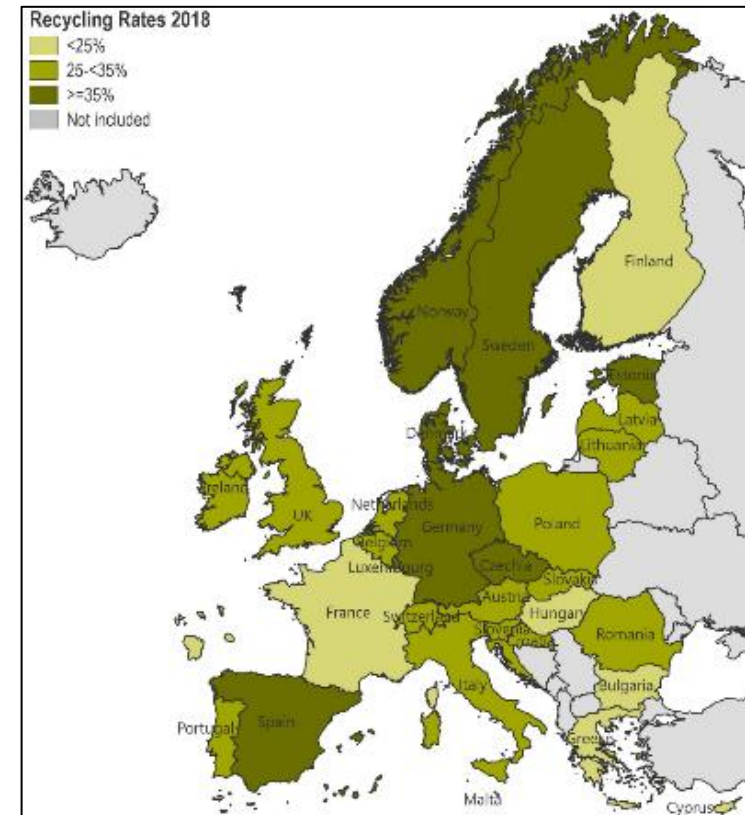 Recycling Rates 2018
<25%
25-<35%
>=35%
Not included
Finland
Norway
Sweden
Estonia
Latvia
Denmark
Lithuania
Ireland
Netherlands
UK
Germany
Poland
Belgium
Luxembourg
Czechia
Slovakia
Austria
France
Switzerland
Hungary
Slovenia
Romania
Italy
Bulgaria
Portugal
Spain
Greece
Malta
Cyprus